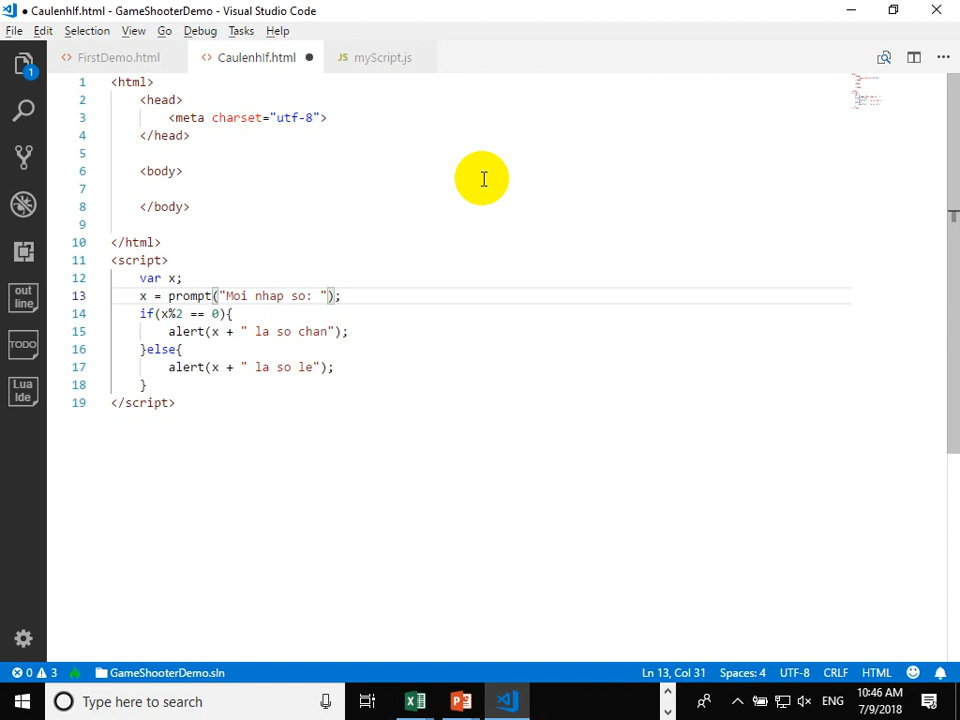 ● CaulenhIf.html - GameShooterDemo - Visual Studio Code
File Edit Selection View Go Debug Tasks Help
<> FirstDemo.html <> CaulenhIf.html ● JS myScript.js ...
1 <html>
2 <head>
3 <meta charset="utf-8">
4 </head>
5
6 <body>
7
8 </body>
9
10 </html>
11 <script>
12 var x;
13 x = prompt("Moi nhap so: ");
14 if(x%2 == 0){
15 alert(x + " la so chan");
16 }else{
17 alert(x + " la so le");
18 }
19 </script>
1
out
line
TODO
Lua
Ide
0 3 GameShooterDemo.sln Ln 13, Col 31 Spaces: 4 UTF-8 CRLF HTML
Type here to search ENG 10:46 AM
7/9/2018